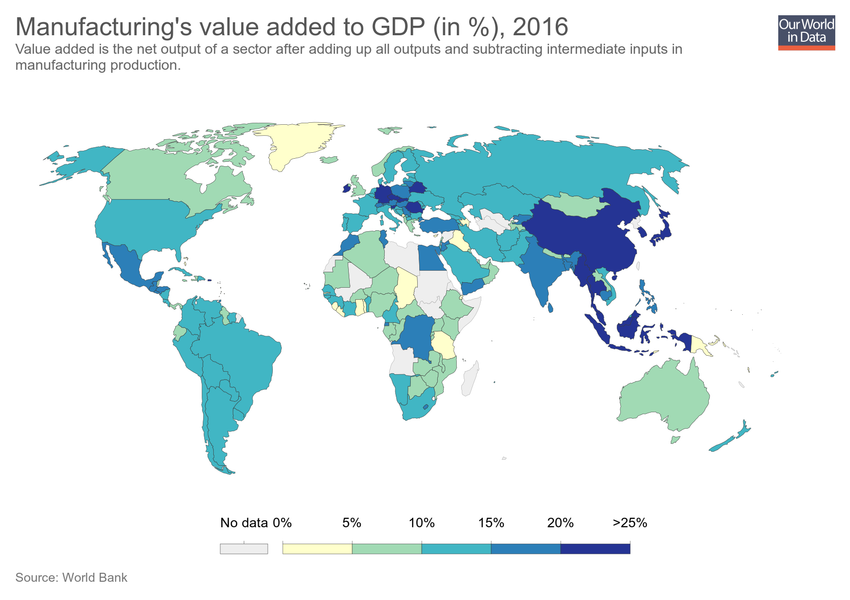 Manufacturing's value added to GDP (in %), 2016
Value added is the net output of a sector after adding up all outputs and subtracting intermediate inputs in
manufacturing production.
Our World
in Data
No data 0% 5% 10% 15% 20% >25%
Source: World Bank